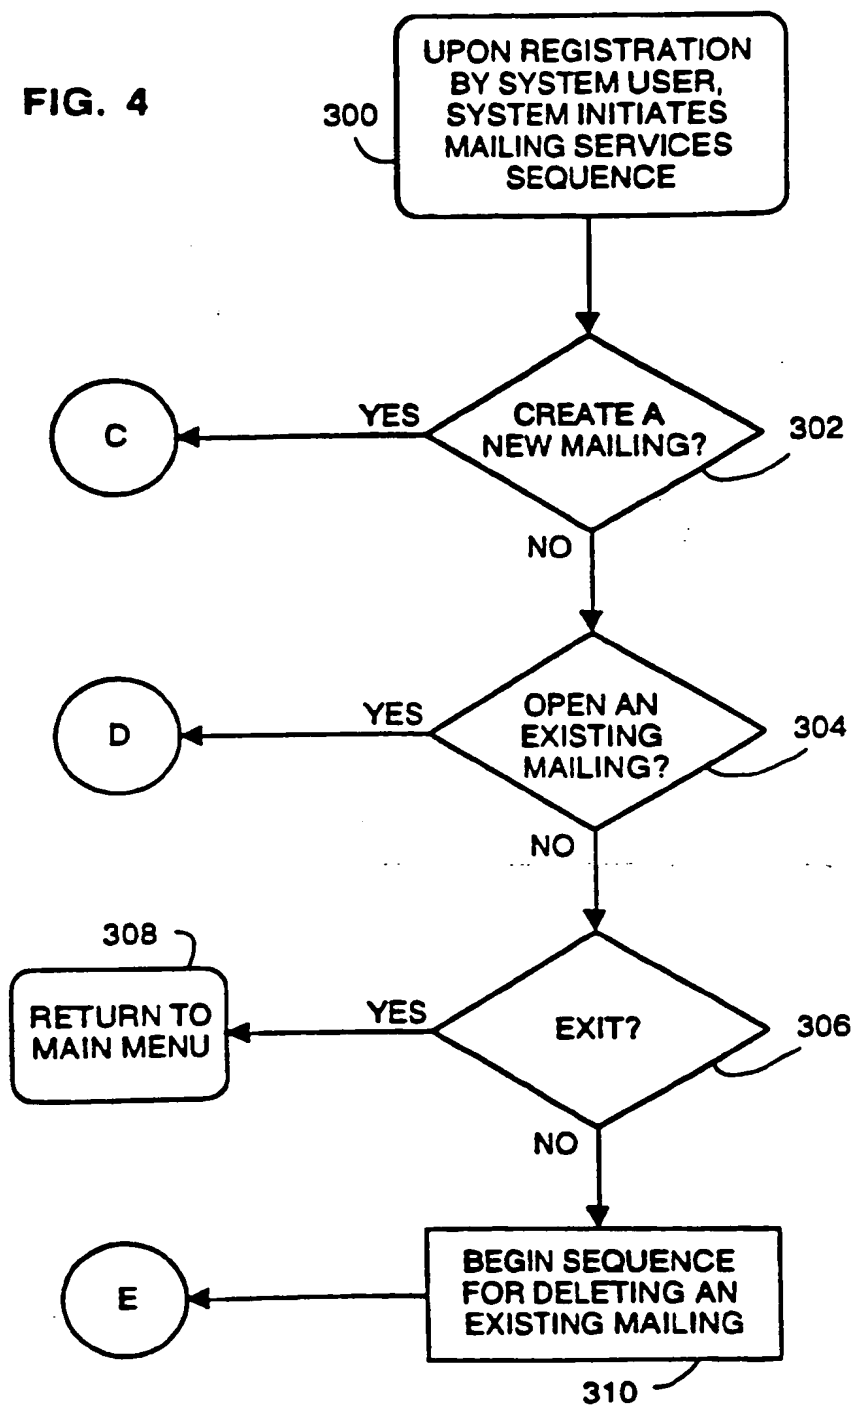 FIG. 4
300
UPON REGISTRATION
BY SYSTEM USER,
SYSTEM INITIATES
MAILING SERVICES
SEQUENCE
C
YES
CREATE A
NEW MAILING?
302
NO
D
YES
OPEN AN
EXISTING
MAILING?
304
NO
308
RETURN TO
MAIN MENU
YES
EXIT?
306
NO
E
BEGIN SEQUENCE
FOR DELETING AN
EXISTING MAILING
310